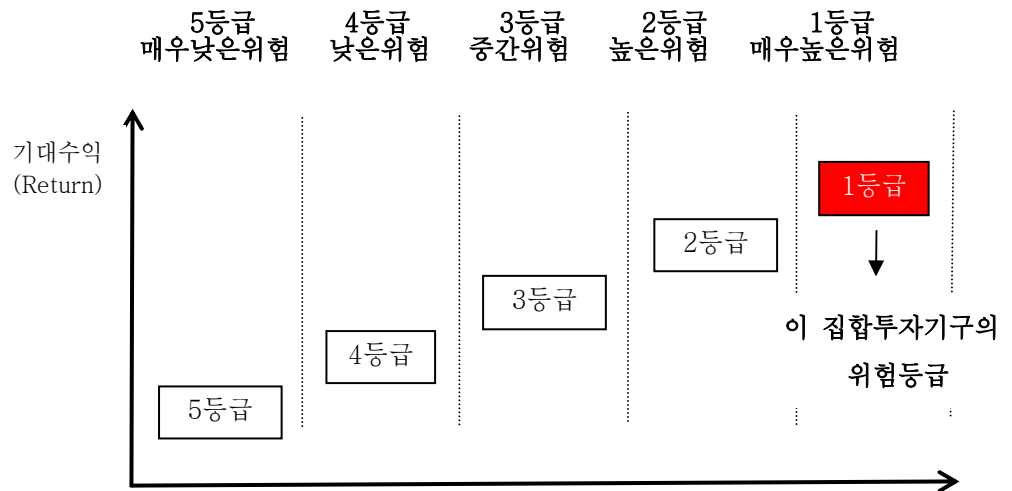 5등급 4등급 3등급 2등급 1등급
매우낮은위험 낮은위험 중간위험 높은위험 매우높은위험
기대수익
(Return)
1등급
2등급
3등급
이 집합투자기구의
4등급
위험등급
5등급